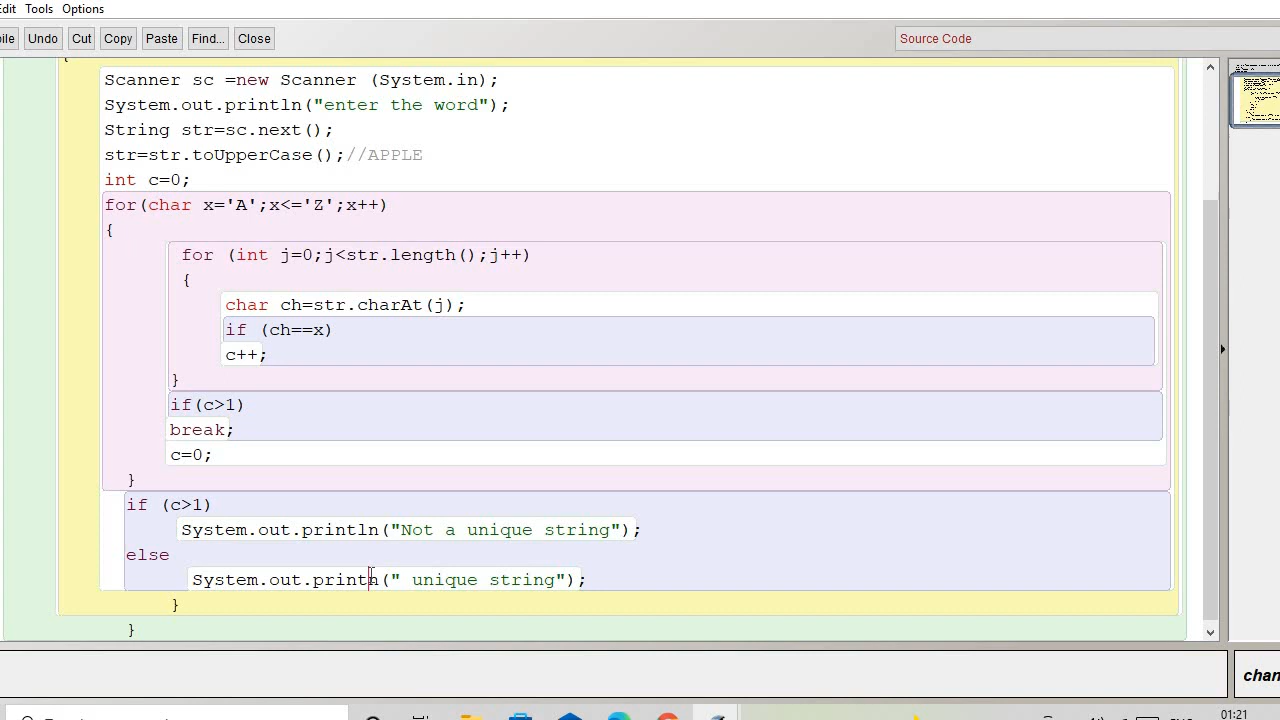 Edit Tools Options
Undo Cut Copy Paste Find... Close Source Code
{
Scanner sc =new Scanner (System.in);
System.out.println("enter the word");
String str=sc.next();
str=str.toUpperCase();//APPLE
int c=0;
for(char x='A';x<='Z';x++)
{
for (int j=0;j<str.length();j++)
{
char ch=str.charAt(j);
if (ch==x)
c++;
}
if(c>1)
break;
c=0;
}
if (c>1)
System.out.println("Not a unique string");
else
System.out.println(" unique string");
}
}
chan
01:21